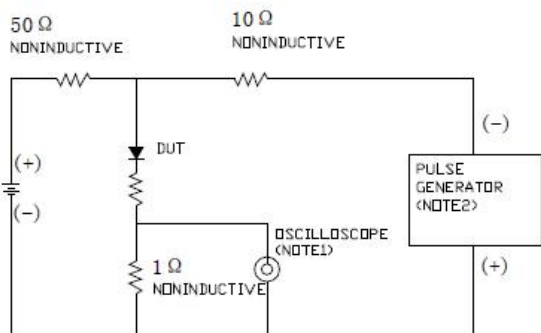 50 Ω
NONINDUCTIVE
10 Ω
NONINDUCTIVE
(-)
DUT
(+)
(-)
PULSE
GENERATOR
(NOTE2)
OSCILLOSCOPE
(NOTE1)
1 Ω
NONINDUCTIVE
(+)